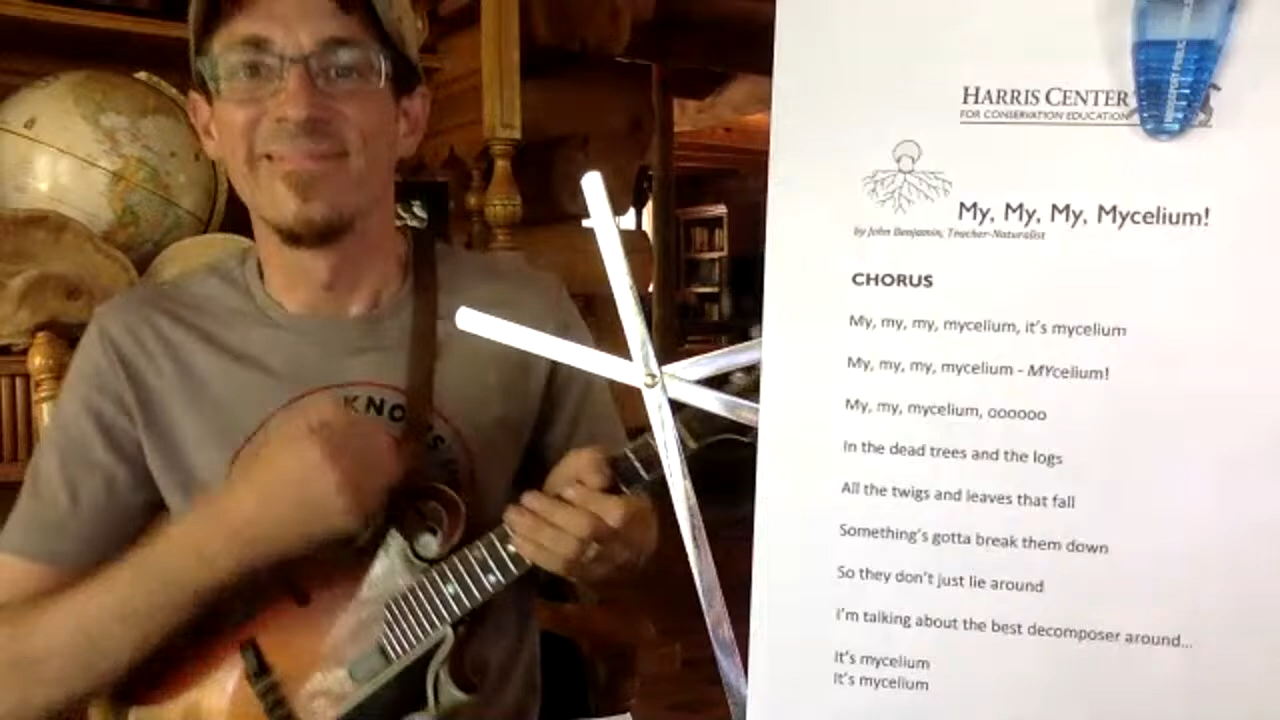 KNO
HARRIS CENTER
FOR CONSERVATION EDUCATION
My, My, My, Mycelium!
by John Benjamin, Teacher-Naturalist
CHORUS
My, my, my, mycelium, it's mycelium
My, my, my, mycelium - MYcelium!
My, my, mycelium, oooooo
In the dead trees and the logs
All the twigs and leaves that fall
Something's gotta break them down
So they don't just lie around
I'm talking about the best decomposer around...
It's mycelium
It's mycelium